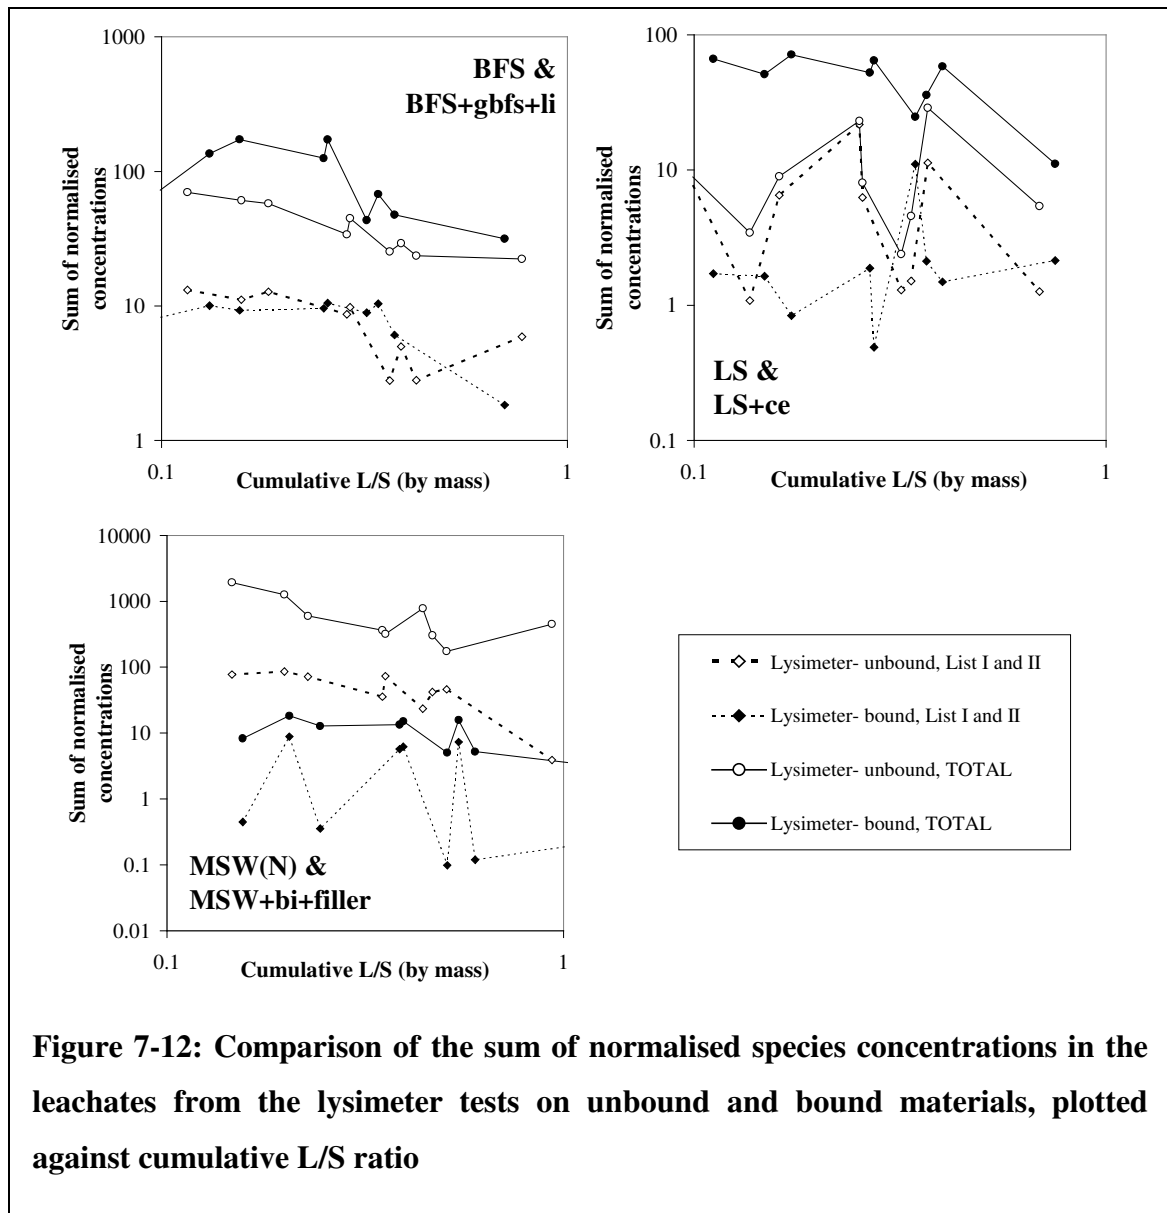 1000
100
10
1
Sum of normalised
concentrations
BFS &
BFS+gbfs+li
0.1
Cumulative L/S (by mass)
1
100
10
1
0.1
Sum of normalised
concentrations
LS &
LS+ce
0.1
Cumulative L/S (by mass)
1
10000
1000
100
10
1
0.1
0.01
Sum of normalised
concentrations
MSW(N) &
MSW+bi+filler
0.1
Cumulative L/S (by mass)
1
Lysimeter- unbound, List I and II
Lysimeter- bound, List I and II
Lysimeter- unbound, TOTAL
Lysimeter- bound, TOTAL
Figure 7-12: Comparison of the sum of normalised species concentrations in the
leachates from the lysimeter tests on unbound and bound materials, plotted
against cumulative L/S ratio